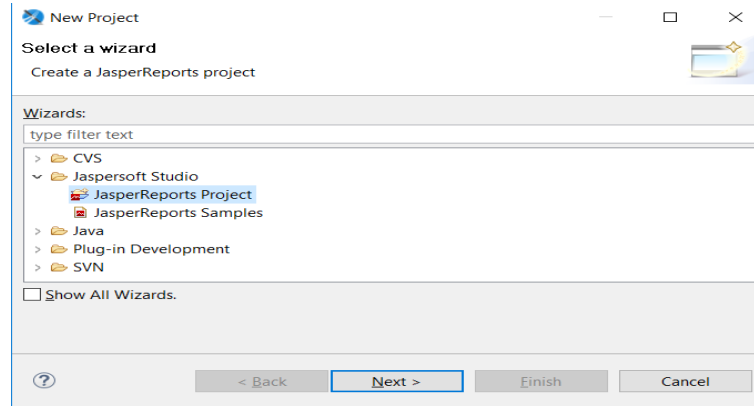 New Project
Select a wizard
Create a JasperReports project
Wizards:
type filter text
CVS
Jaspersoft Studio
JasperReports Project
JasperReports Samples
Java
Plug-in Development
SVN
Show All Wizards.
? < Back Next > Finish Cancel